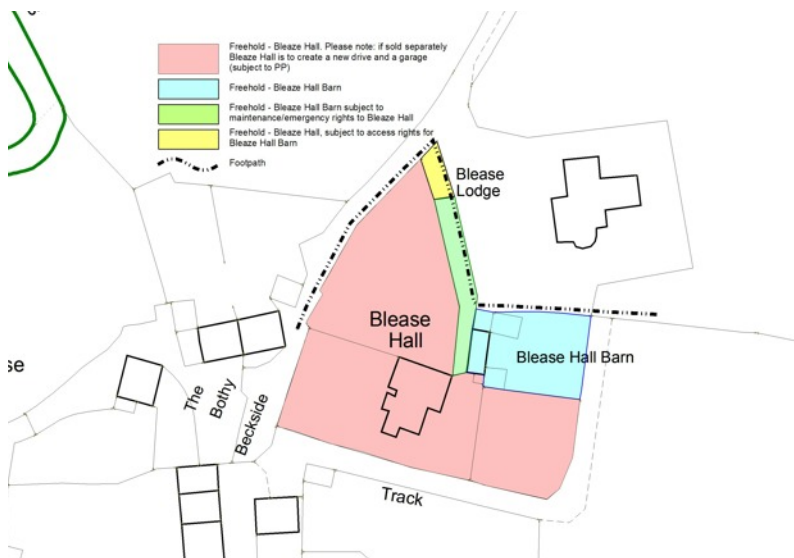 Freehold - Bleaze Hall. Please note: if sold separately
Bleaze Hall is to create a new drive and a garage
(subject to PP)
Freehold - Bleaze Hall Barn
Freehold - Bleaze Hall Barn subject to
maintenance/emergency rights to Bleaze Hall
Freehold - Bleaze Hall, subject to access rights for
Bleaze Hall Barn
Footpath
Blease
Lodge
Blease
Hall
Blease Hall Barn
se
The
Bothy
Beckside
Track